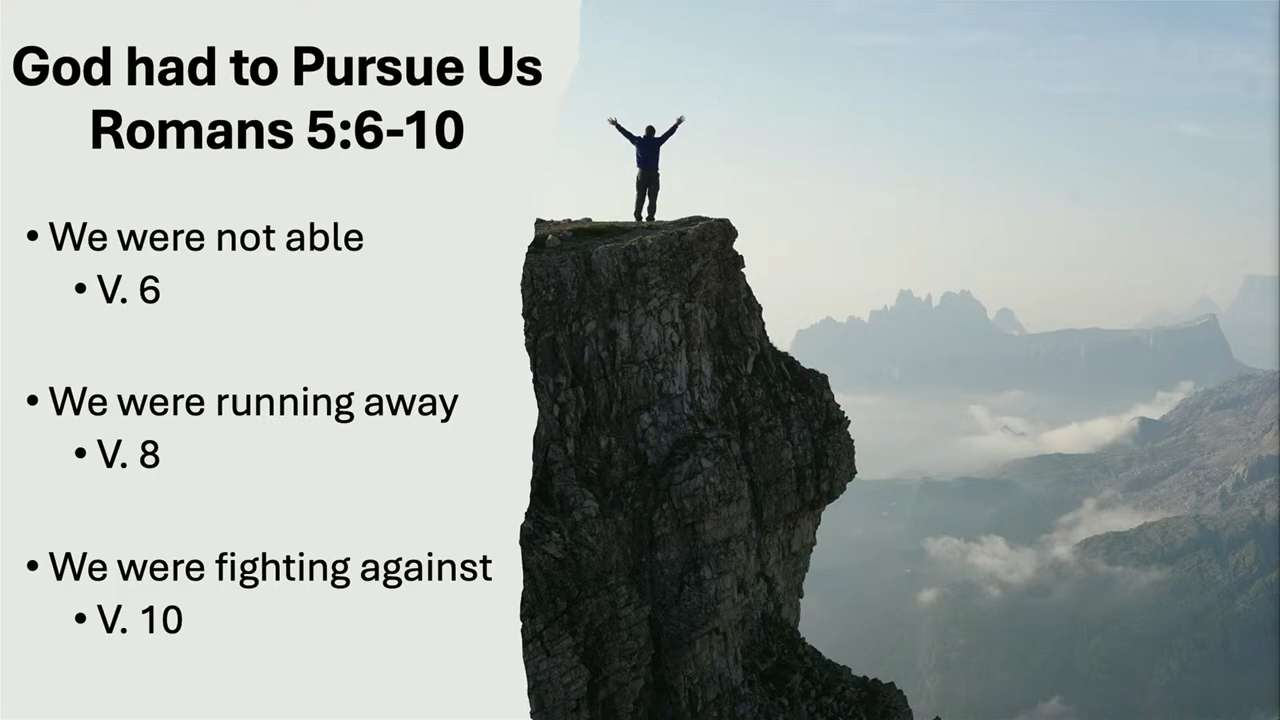 God had to Pursue Us
Romans 5:6-10
• We were not able
• V. 6
• We were running away
• V. 8
• We were fighting against
• V. 10